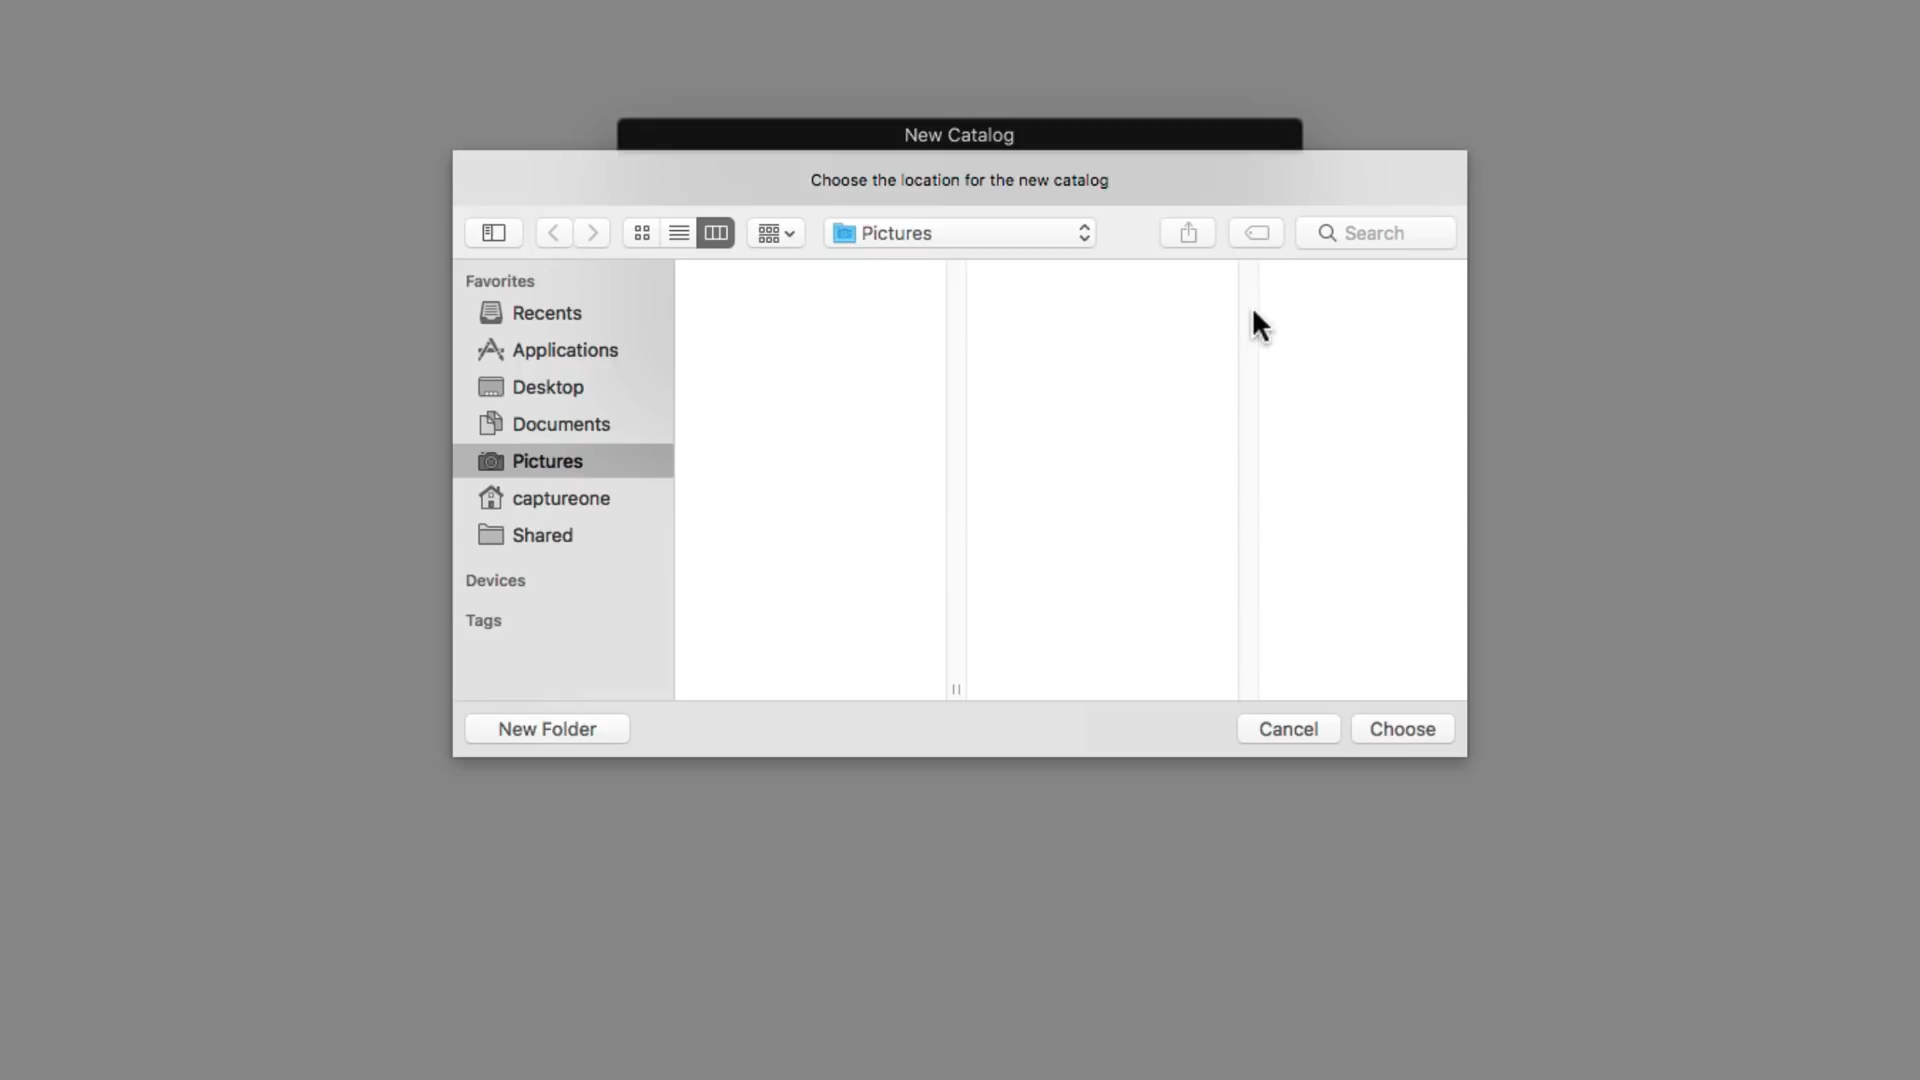 New Catalog
Choose the location for the new catalog
Pictures
Search
Favorites
Recents
Applications
Desktop
Documents
Pictures
captureone
Shared
Devices
Tags
New Folder
Cancel
Choose